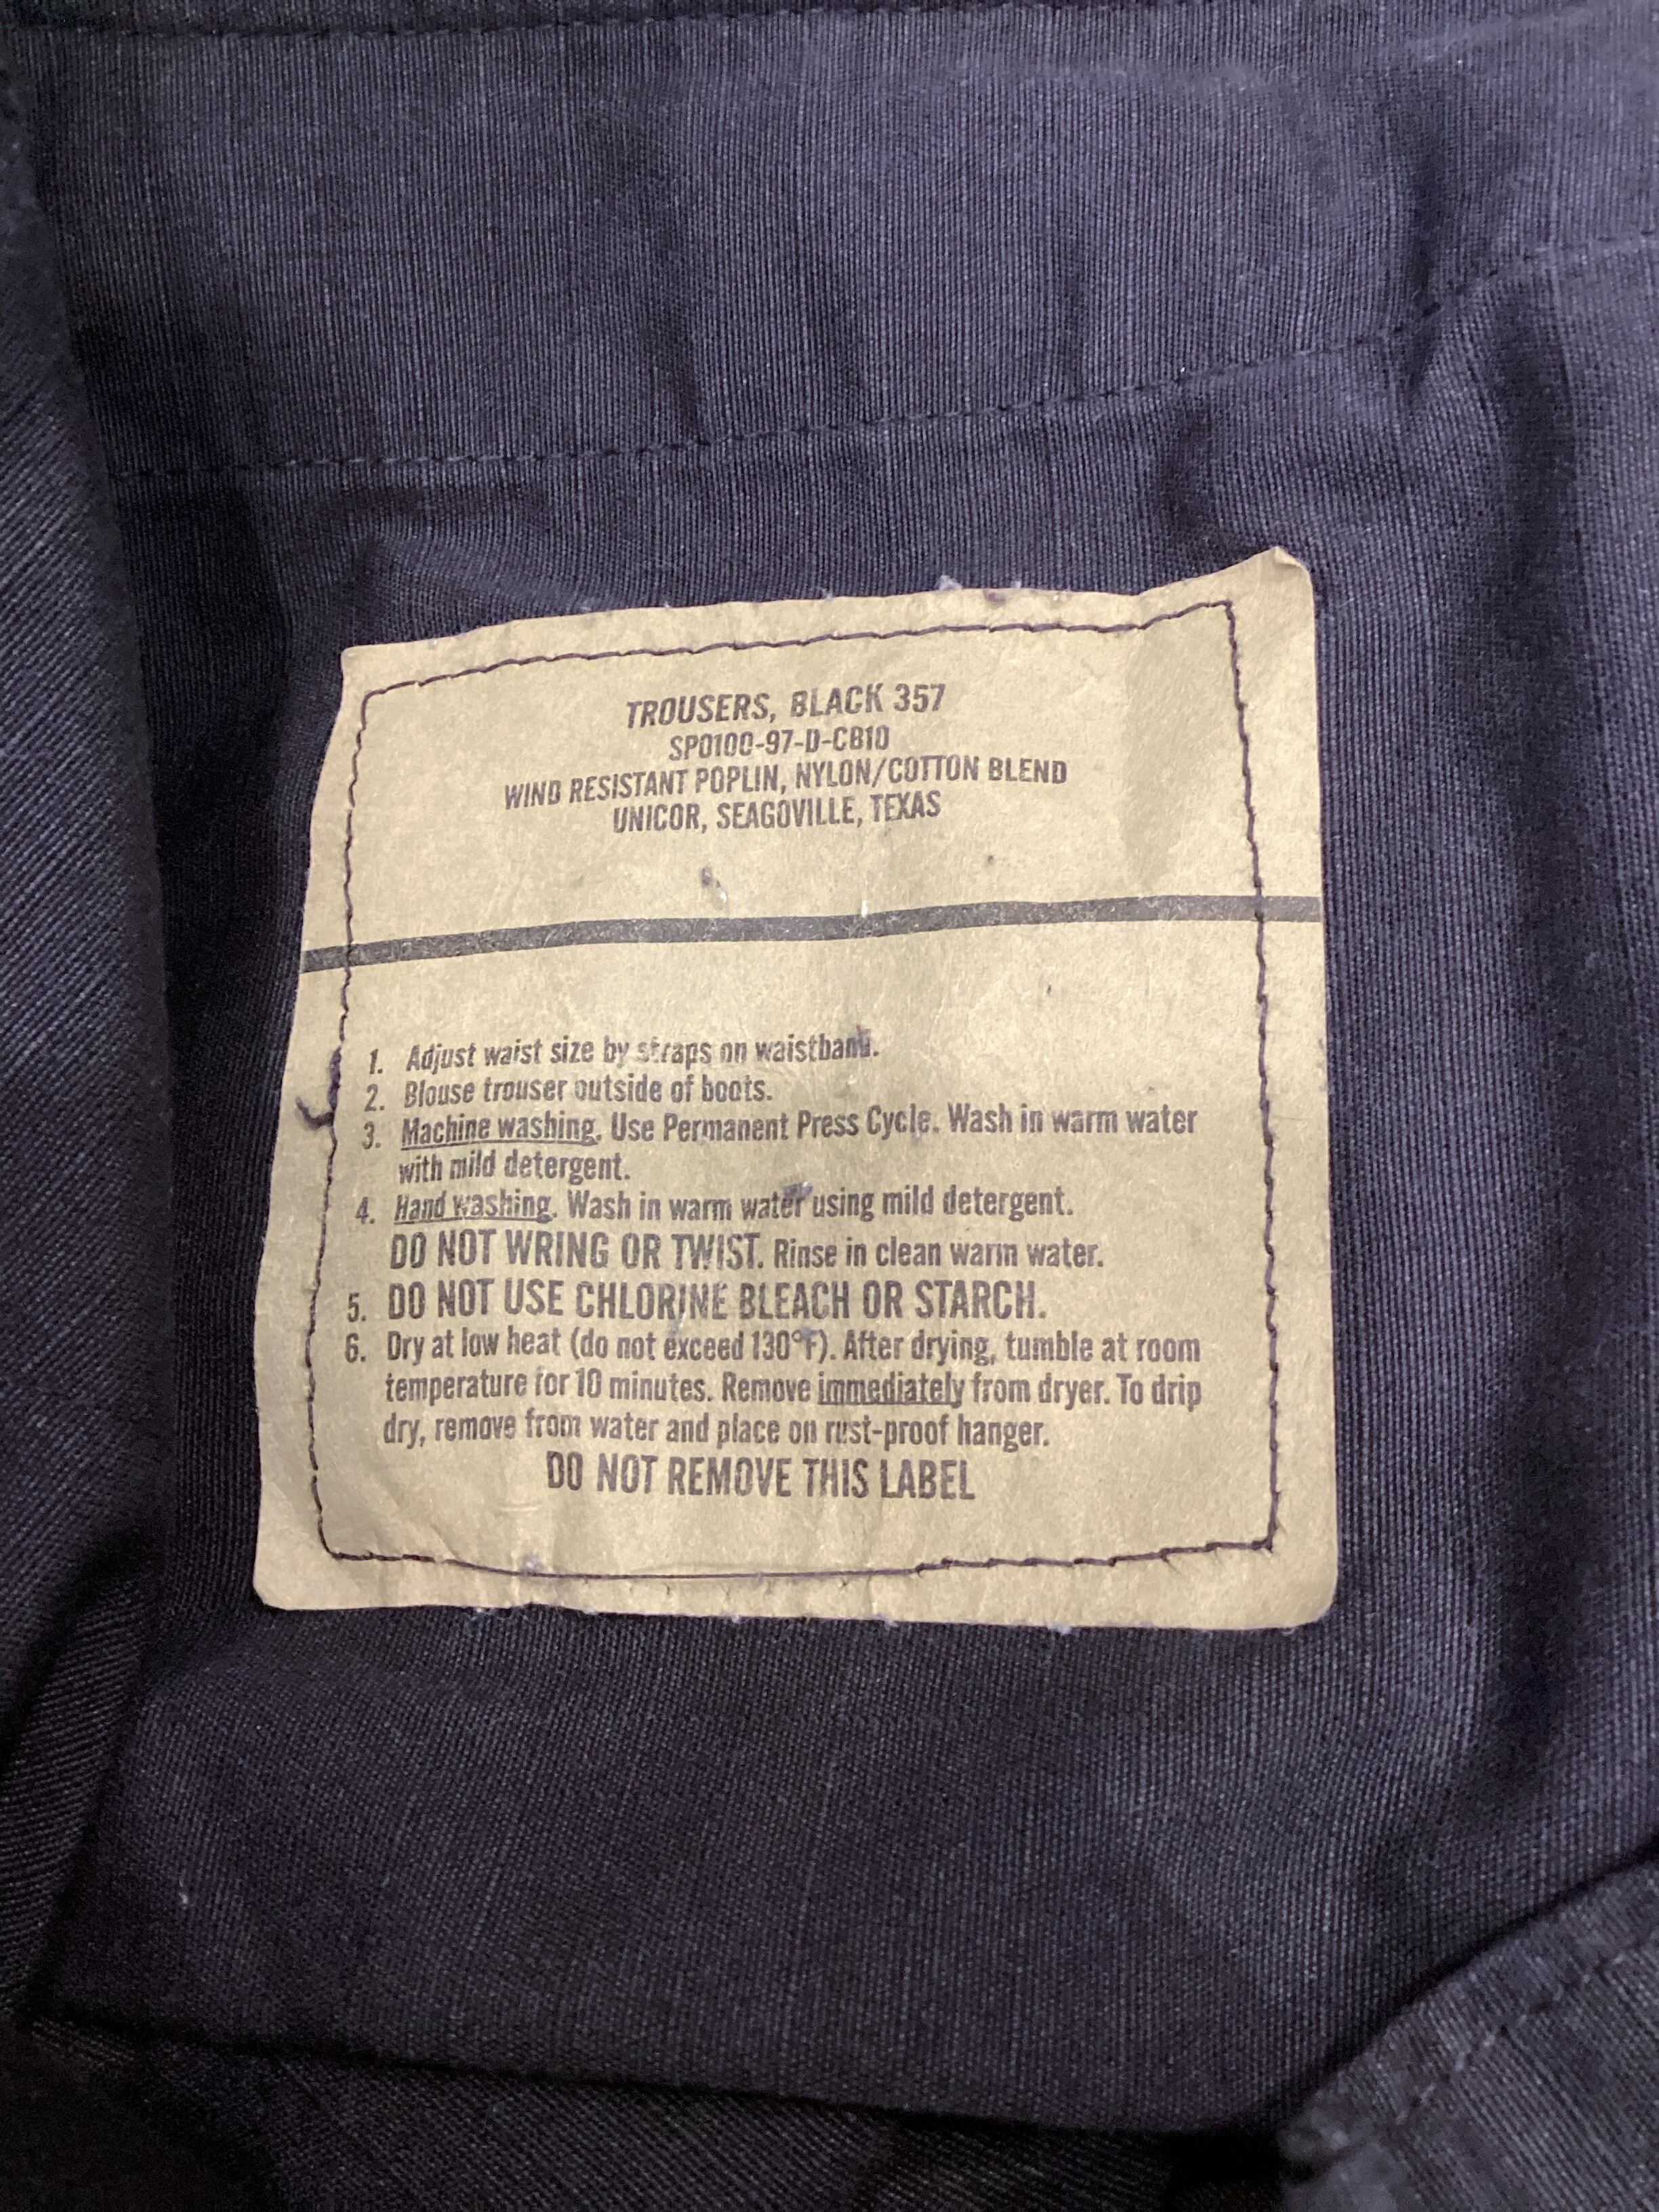 TROUSERS, BLACK 357
SP0100-97-D-CB10
WIND RESISTANT POPLIN, NYLON/COTTON BLEND
UNICOR, SEAGOVILLE, TEXAS
1. Adjust waist size by straps on waistband.
2. Blouse trouser outside of boots.
3. Machine washing. Use Permanent Press Cycle. Wash in warm water
with mild detergent.
4. Hand washing. Wash in warm water using mild detergent.
DO NOT WRING OR TWIST. Rinse in clean warm water.
5. DO NOT USE CHLORINE BLEACH OR STARCH.
6. Dry at low heat (do not exceed 130°F). After drying, tumble at room
temperature for 10 minutes. Remove immediately from dryer. To drip
dry, remove from water and place on rust-proof hanger.
DO NOT REMOVE THIS LABEL